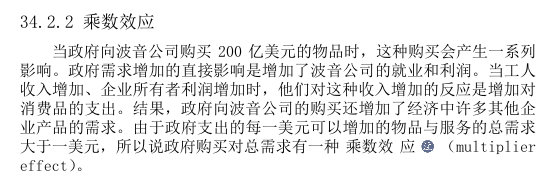 34.2.2 乘数效应
当政府向波音公司购买 200 亿美元的物品时，这种购买会产生一系列
影响。政府需求增加的直接影响是增加了波音公司的就业和利润。当工人
收入增加、企业所有者利润增加时，他们对这种收入增加的反应是增加对
消费品的支出。结果，政府向波音公司的购买还增加了经济中许多其他企
业产品的需求。由于政府支出的每一美元可以增加的物品与服务的总需求
大于一美元，所以说政府购买对总需求有一种 乘数效 应 （multiplier
effect）。